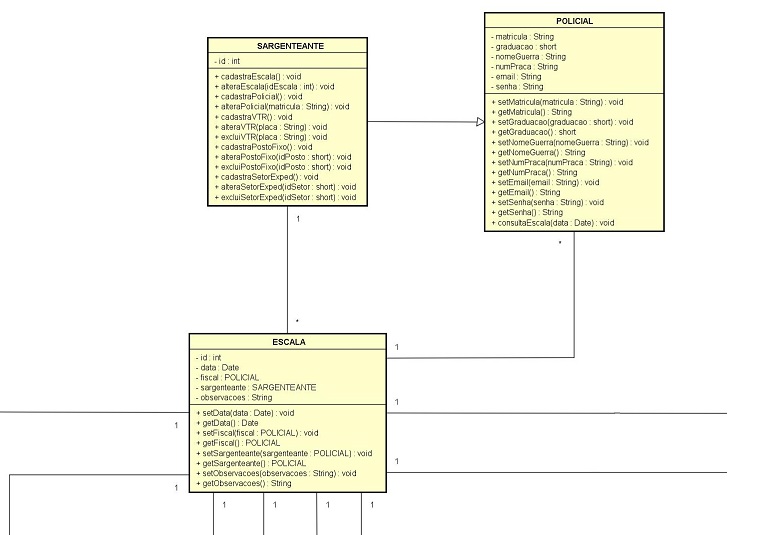 SARGENTEANTE
- id : int
+ cadastraEscala() : void
+ alteraEscala(idEscala : int) : void
+ cadastraPolicial() : void
+ alteraPolicial(matricula : String) : void
+ cadastraVTR() : void
+ alteraVTR(placa : String) : void
+ excluiVTR(placa : String) : void
+ cadastraPostoFixo() : void
+ alteraPostoFixo(idPosto : short) : void
+ excluiPostoFixo(idPosto : short) : void
+ cadastraSetorExped() : void
+ alteraSetorExped(idSetor : short) : void
+ excluiSetorExped(idSetor : short) : void
POLICIAL
- matricula : String
- graduacao : short
- nomeGuerra : String
- numPraca : String
- email : String
- senha : String
+ setMatricula(matricula : String) : void
+ getMatricula() : String
+ setGraduacao(graduacao : short) : void
+ getGraduacao() : short
+ setNomeGuerra(nomeGuerra : String) : void
+ getNomeGuerra() : String
+ setNumPraca(numPraca : String) : void
+ getNumPraca() : String
+ setEmail(email : String) : void
+ getEmail() : String
+ setSenha(senha : String) : void
+ getSenha() : String
+ consultaEscala(data : Date) : void
1
*
*
1
ESCALA
- id : int
- data : Date
- fiscal : POLICIAL
- sargenteante : SARGENTEANTE
- observacoes : String
+ setData(data : Date) : void
+ getData() : Date
+ setFiscal(fiscal : POLICIAL) : void
+ getFiscal() : POLICIAL
+ setSargenteante(sargenteante : POLICIAL) : void
+ getSargenteante() : POLICIAL
+ setObservacoes(observacoes : String) : void
+ getObservacoes() : String
1
1
1
1
1
1
1
1